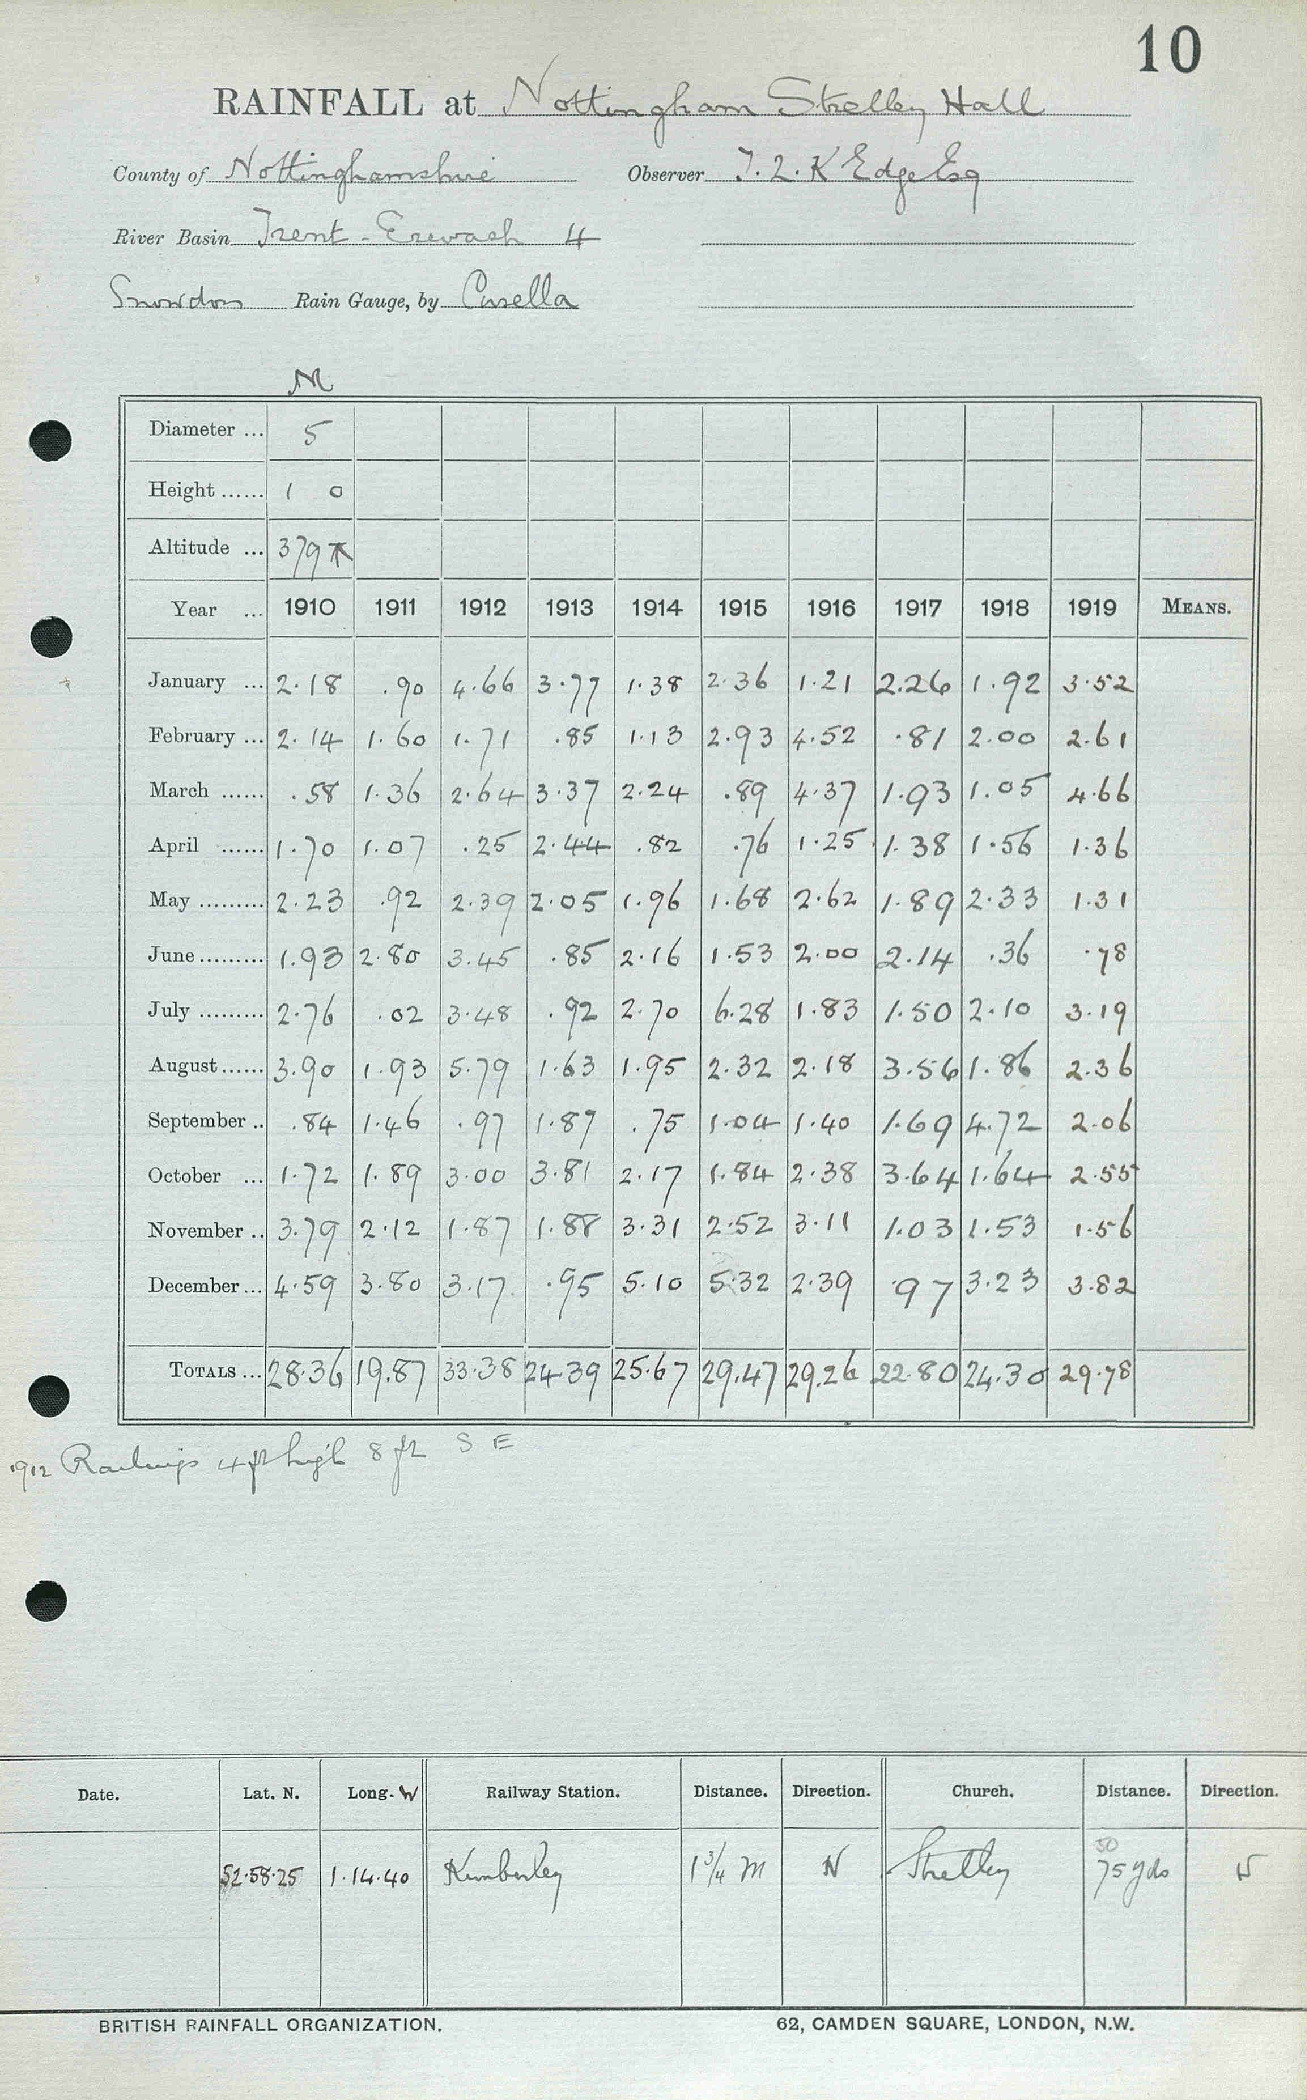 10
RAINFALL at Nottingham Strelley Hall
County of Nottinghamshire Observer J. L. K Edge Esq
River Basin Trent - Erewash 4
Snowdon Rain Gauge, by Casella
M
Diameter ... 5
Height ...... 1 0
Altitude ... 379
Year ... 1910 1911 1912 1913 1914 1915 1916 1917 1918 1919 MEANS.
January ... 2.18 .90 4.66 3.77 1.38 2.36 1.21 2.26 1.92 3.52
February ... 2.14 1.60 1.71 .85 1.13 2.93 4.52 .81 2.00 2.61
March ...... .58 1.36 2.64 3.37 2.24 .89 4.37 1.93 1.05 4.66
April ...... 1.70 1.07 .25 2.44 .82 .76 1.25 1.38 1.56 1.36
May ......... 2.23 .92 2.39 2.05 1.96 1.68 2.62 1.89 2.33 1.31
June ......... 1.93 2.80 3.45 .85 2.16 1.53 2.00 2.14 .36 .78
July ......... 2.76 .02 3.48 .92 2.70 6.28 1.83 1.50 2.10 3.19
August ...... 3.90 1.93 5.79 1.63 1.95 2.32 2.18 3.56 1.86 2.36
September .. .84 1.46 .97 1.87 .75 1.04 1.40 1.69 4.72 2.06
October ... 1.72 1.89 3.00 3.81 2.17 1.84 2.38 3.64 1.64 2.55
November .. 3.79 2.12 1.87 1.88 3.31 2.52 3.11 1.03 1.53 1.56
December ... 4.59 3.80 3.17 .95 5.10 5.32 2.39 .97 3.23 3.82
TOTALS ... 28.36 19.87 33.38 24.39 25.67 29.47 29.26 22.80 24.30 29.78
1912 Railings 4 ft high 8 ft S E
Date. Lat. N. Long. W Railway Station. Distance. Direction. Church. Distance. Direction.
50
52.58.25 1.14.40 Kimberley 1 3/4 M N Strelley 75 yds W
BRITISH RAINFALL ORGANIZATION. 62, CAMDEN SQUARE, LONDON, N.W.